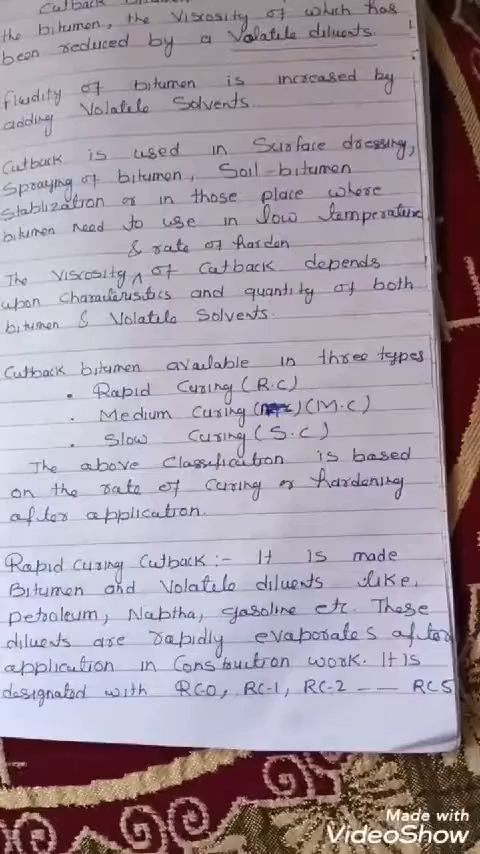 Cutback
the bitumen, the Viscosity of which has
been reduced by a Volatile diluents.
fluidity of bitumen is increased by
adding Volatile Solvents.
Cutback is used in Surface dressing,
Spraying of bitumen, Soil-bitumen
Stablization or in those place where
bitumen need to use in low temperature
& rate of harden
The Viscosity ^ of Cutback depends
upon Characteristics and quantity of both
bitumen & Volatile Solvents.
Cutback bitumen available in three types
• Rapid Curing (R.C)
• Medium Curing (M.C)
• Slow Curing (S.C)
The above Classification is based
on the rate of Curing or hardening
after application.
Rapid Curing Cutback :- It is made
Bitumen and Volatile diluents like,
petroleum, Naptha, gasoline etc. These
diluents are rapidly evaporates after
application in Construction work. It is
designated with RC-0, RC-1, RC-2 -- RC5
Made with
VideoShow